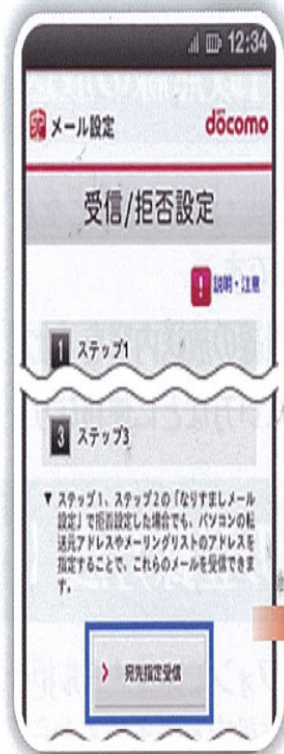 12:34
メール設定
döcomo
受信/拒否設定
! 説明・注意
1 ステップ1
3 ステップ3
▼ ステップ1、ステップ2の「なりすましメール
設定」で拒否設定した場合でも、パソコンの転
送元アドレスやメーリングリストのアドレスを
指定することで、これらのメールを受信できま
す。
> 宛先指定受信